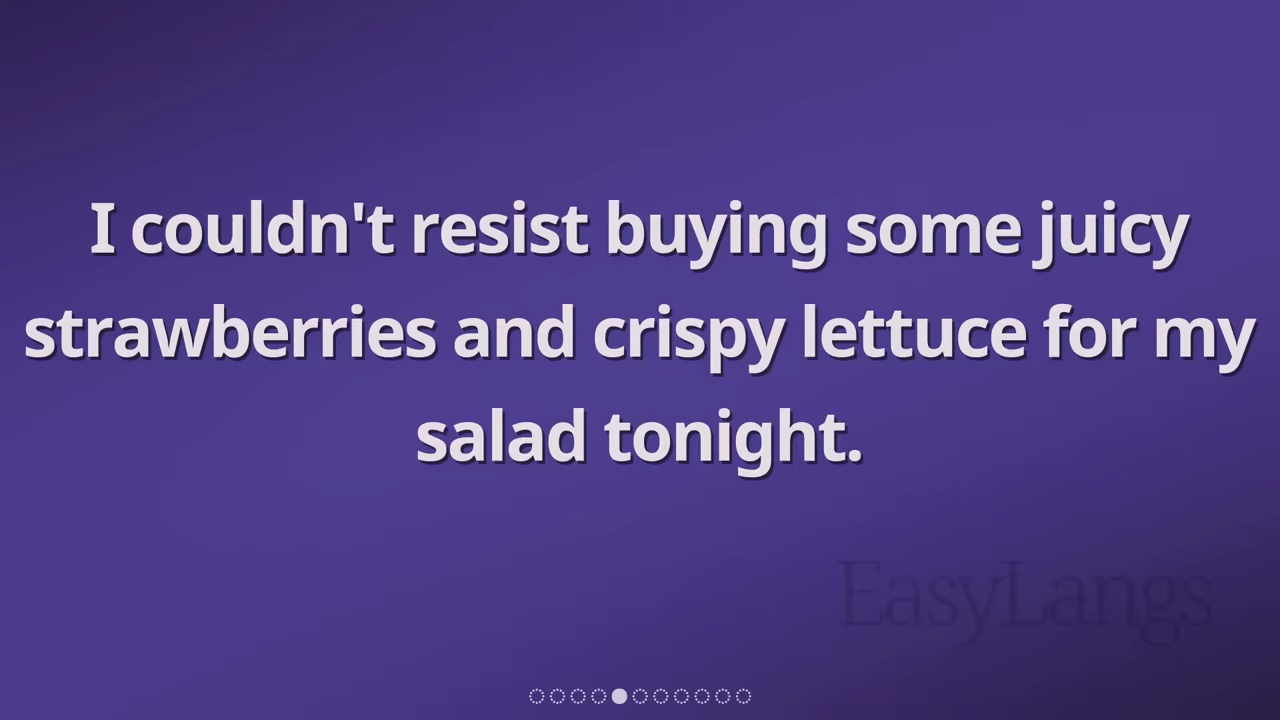 I couldn't resist buying some juicy
strawberries and crispy lettuce for my
salad tonight.
EasyLangs